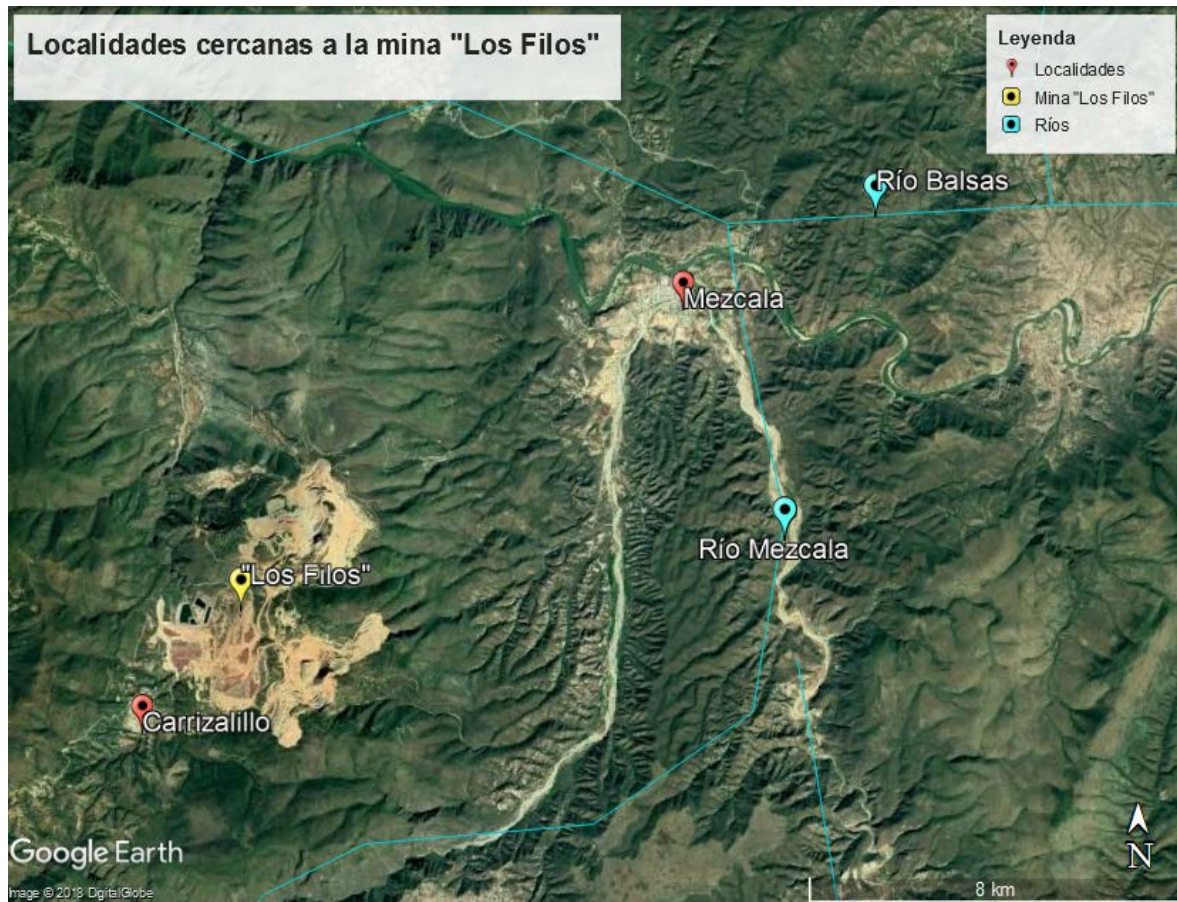 Localidades cercanas a la mina "Los Filos"
Leyenda
Localidades
Mina "Los Filos"
Ríos
Río Balsas
Mezcala
Río Mezcala
"Los Filos"
Carrizalillo
Google Earth
Image © 2018 DigitalGlobe
N
8 km